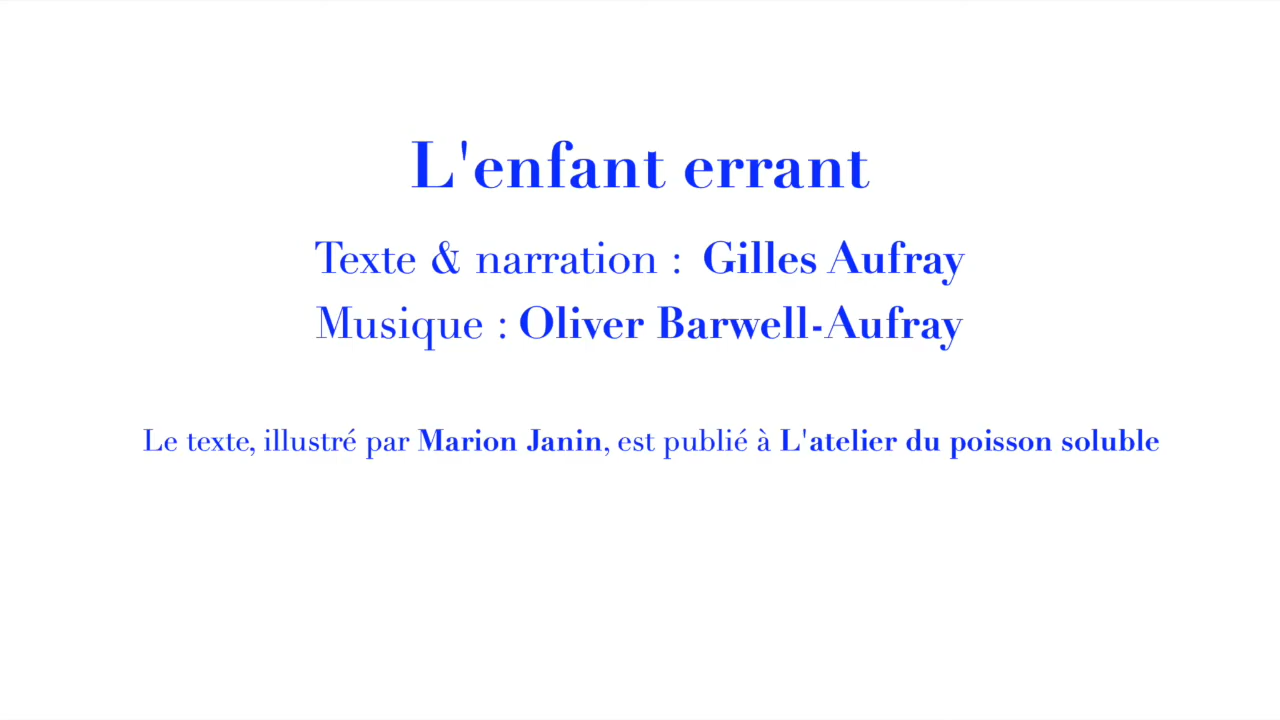 L'enfant errant
Texte & narration : Gilles Aufray
Musique : Oliver Barwell-Aufray
Le texte, illustré par Marion Janin, est publié à L'atelier du poisson soluble